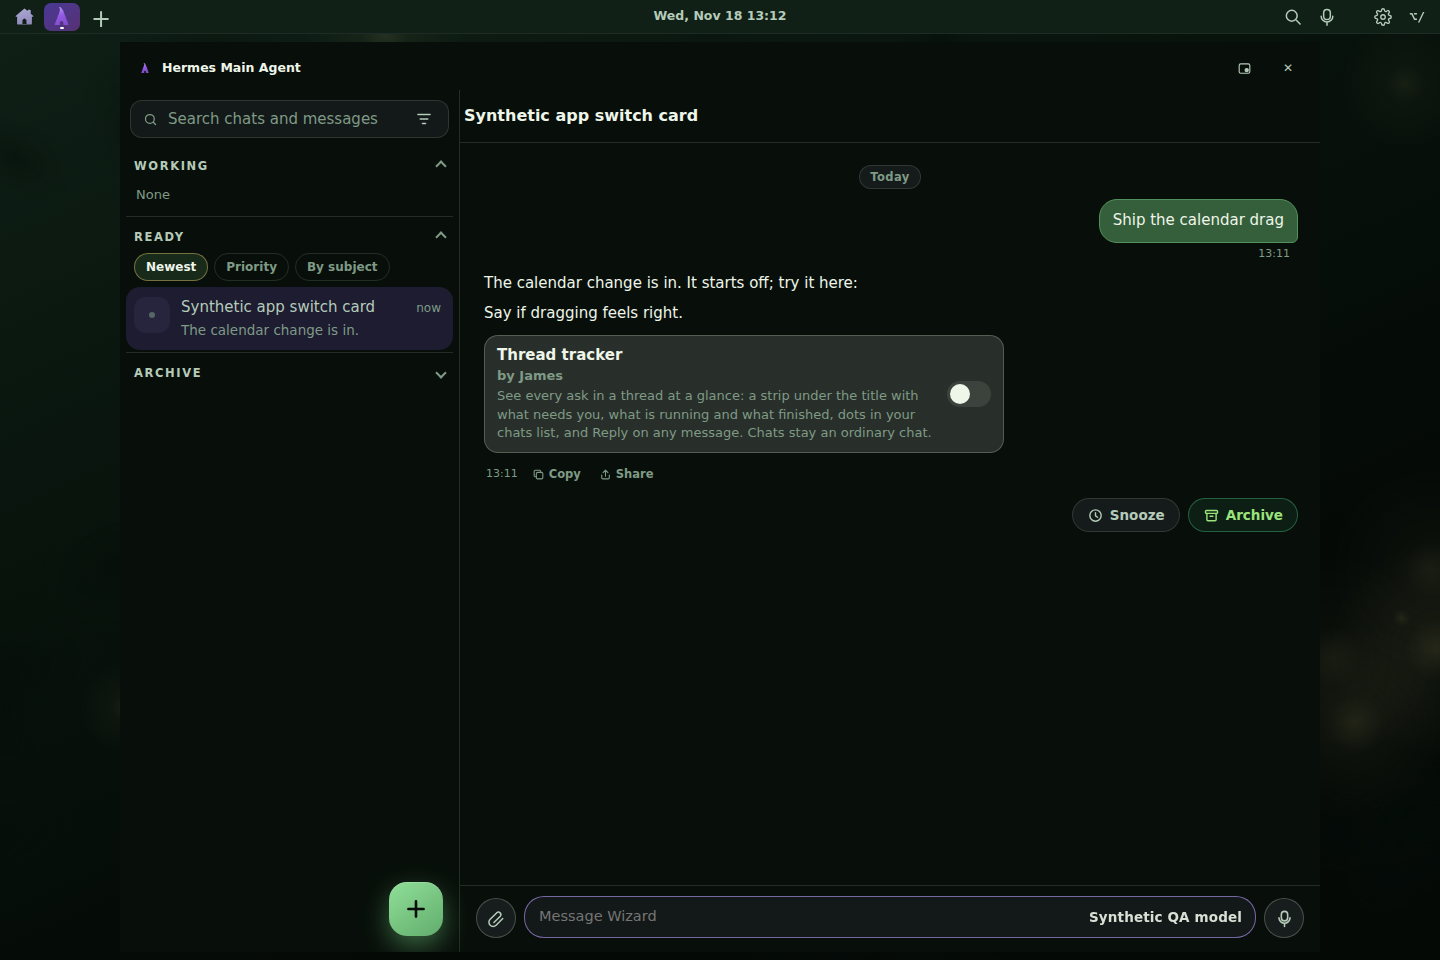 Wed, Nov 18 13:12
⌥/
Hermes Main Agent
Search chats and messages
WORKING
None
READY
Newest
Priority
By subject
Synthetic app switch card
now
The calendar change is in.
ARCHIVE
Synthetic app switch card
Today
Ship the calendar drag
13:11
The calendar change is in. It starts off; try it here:
Say if dragging feels right.
Thread tracker
by James
See every ask in a thread at a glance: a strip under the title with
what needs you, what is running and what finished, dots in your
chats list, and Reply on any message. Chats stay an ordinary chat.
13:11
Copy
Share
Snooze
Archive
Message Wizard
Synthetic QA model